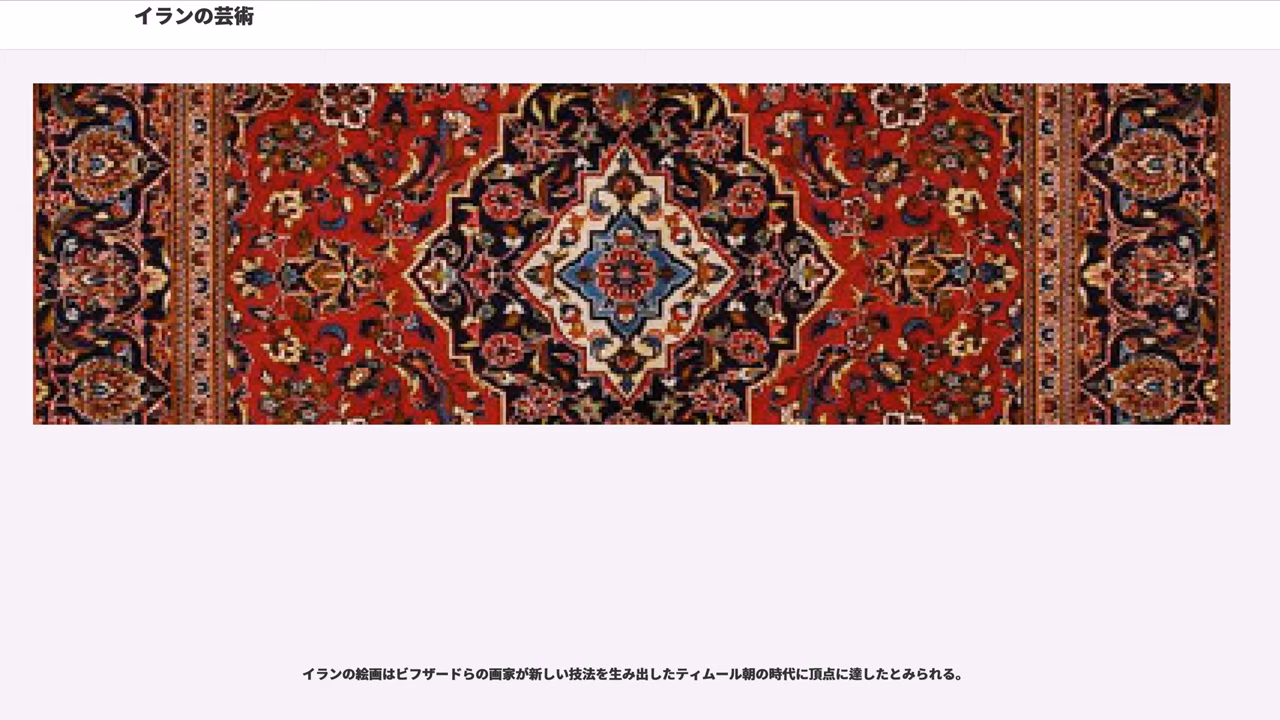 イランの芸術
イランの絵画はビフザードらの画家が新しい技法を生み出したティムール朝の時代に頂点に達したとみられる。